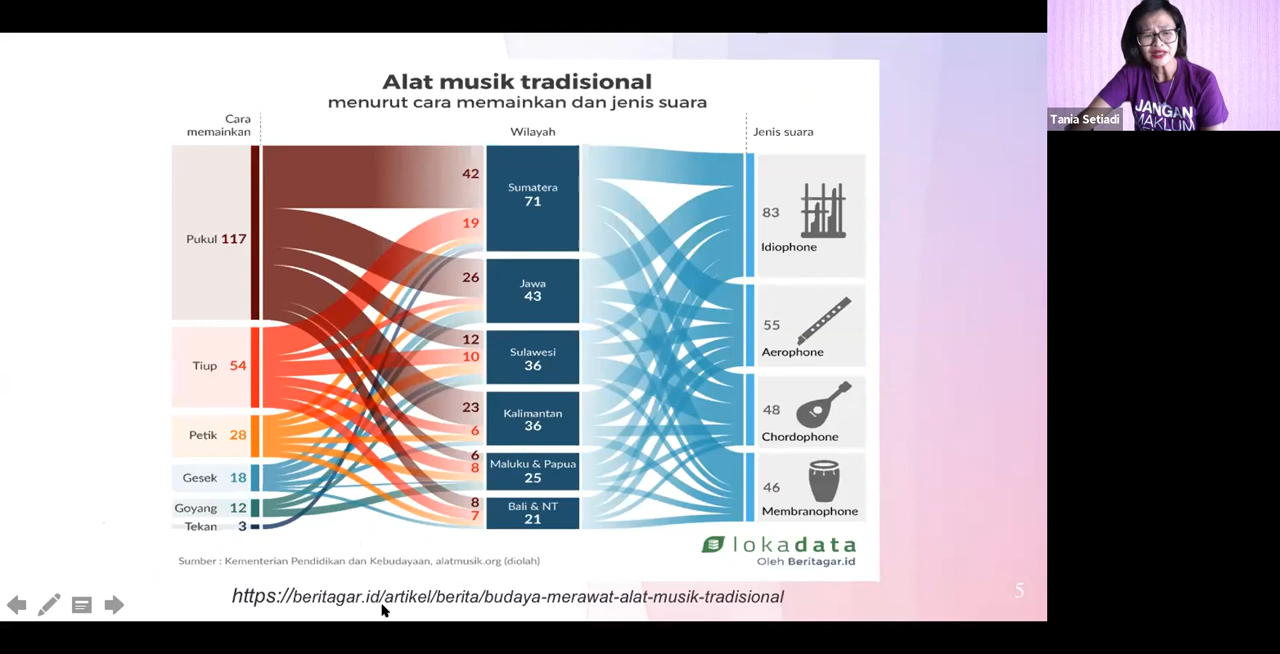 Alat musik tradisional
menurut cara memainkan dan jenis suara
Cara
memainkan
Wilayah
Jenis suara
Pukul 117
Tiup 54
Petik 28
Gesek 18
Goyang 12
Tekan 3
42
19
26
12
10
23
6
6
8
8
7
Sumatera
71
Jawa
43
Sulawesi
36
Kalimantan
36
Maluku & Papua
25
Bali & NT
21
83
Idiophone
55
Aerophone
48
Chordophone
46
Membranophone
Sumber : Kementerian Pendidikan dan Kebudayaan, alatmusik.org (diolah)
lokadata
Oleh Beritagar.id
https://beritagar.id/artikel/berita/budaya-merawat-alat-musik-tradisional
5
Tania Setiadi
JANGAN
MAKLUM